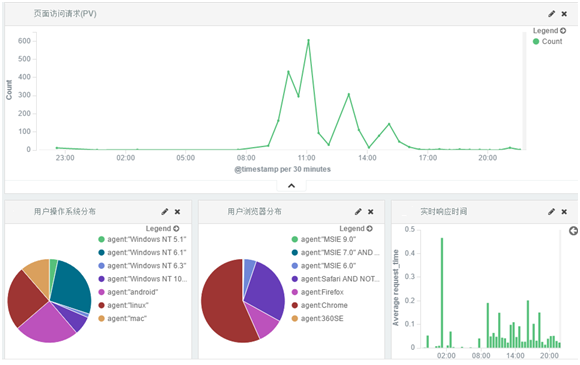 页面访问请求(PV)
Legend
Count
600
500
400
300
200
100
0
Count
23:00 02:00 05:00 08:00 11:00 14:00 17:00 20:00
@timestamp per 30 minutes
用户操作系统分布
Legend
agent:"Windows NT 5.1"
agent:"Windows NT 6.1"
agent:"Windows NT 6.3"
agent:"Windows NT 10...
agent:"android"
agent:"linux"
agent:"mac"
用户浏览器分布
Legend
agent:"MSIE 9.0"
agent:"MSIE 7.0" AND...
agent:"MSIE 6.0"
agent:Safari AND NOT...
agent:Firefox
agent:Chrome
agent:360SE
实时响应时间
0.5
0.4
0.3
0.2
0.1
0.0
Average request_time
02:00 08:00 14:00 20:00